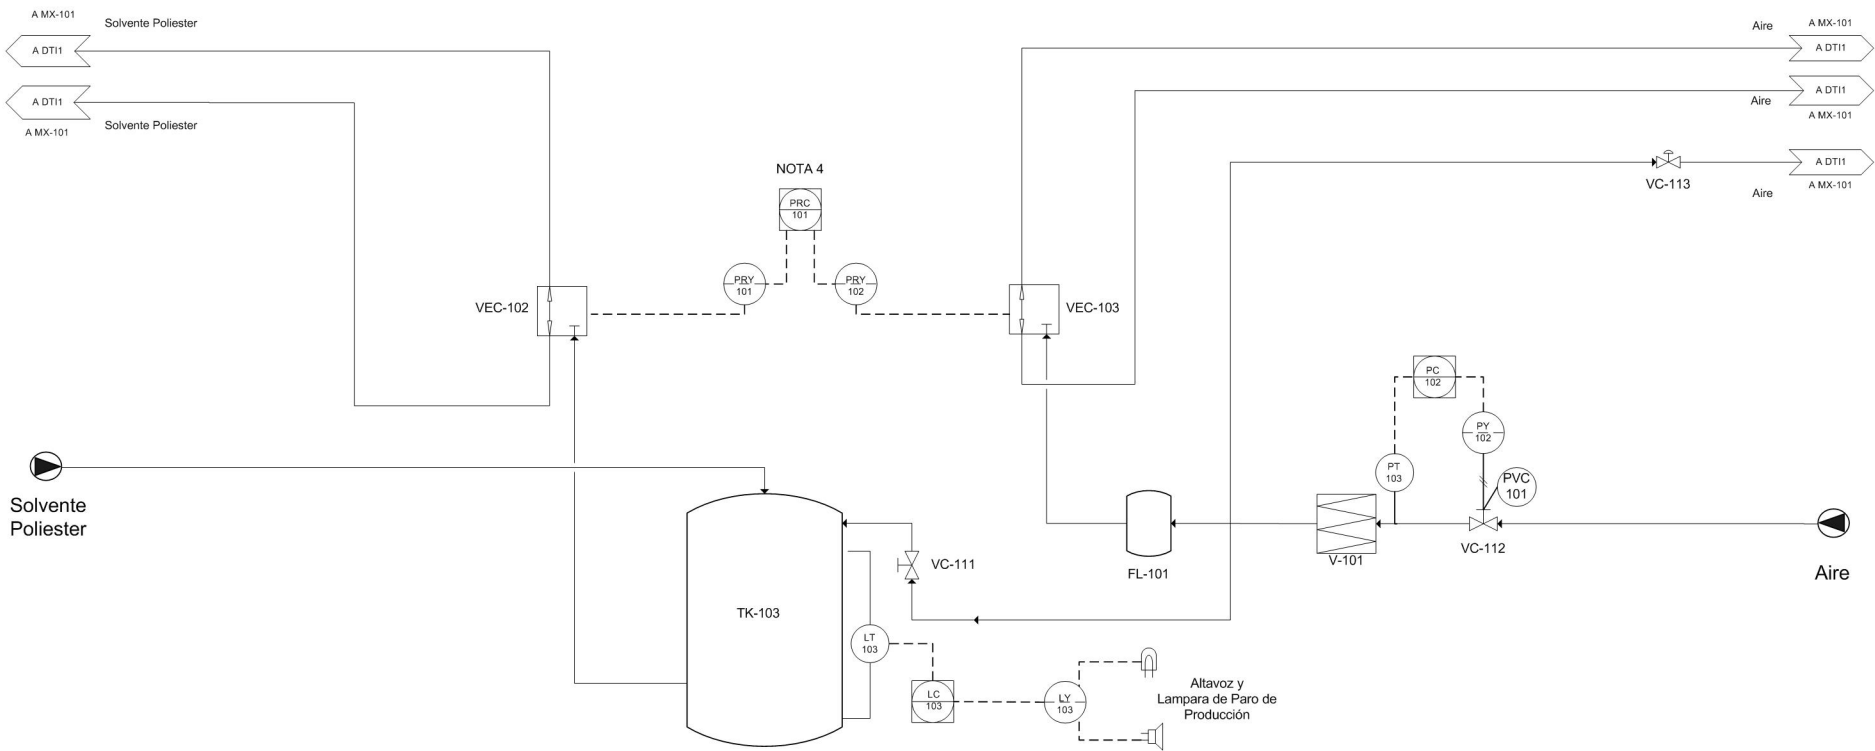 A MX-101
Solvente Poliester
A DTI1
A DTI1
A MX-101
Solvente Poliester
Aire
A MX-101
A DTI1
A DTI1
Aire
A MX-101
A DTI1
VC-113
Aire
A MX-101
NOTA 4
PRC
101
PRY
101
PRY
102
VEC-102
VEC-103
PC
102
PY
102
PT
103
PVC
101
Solvente
Poliester
VC-112
V-101
FL-101
Aire
VC-111
TK-103
LT
103
LC
103
LY
103
Altavoz y
Lampara de Paro de
Producción